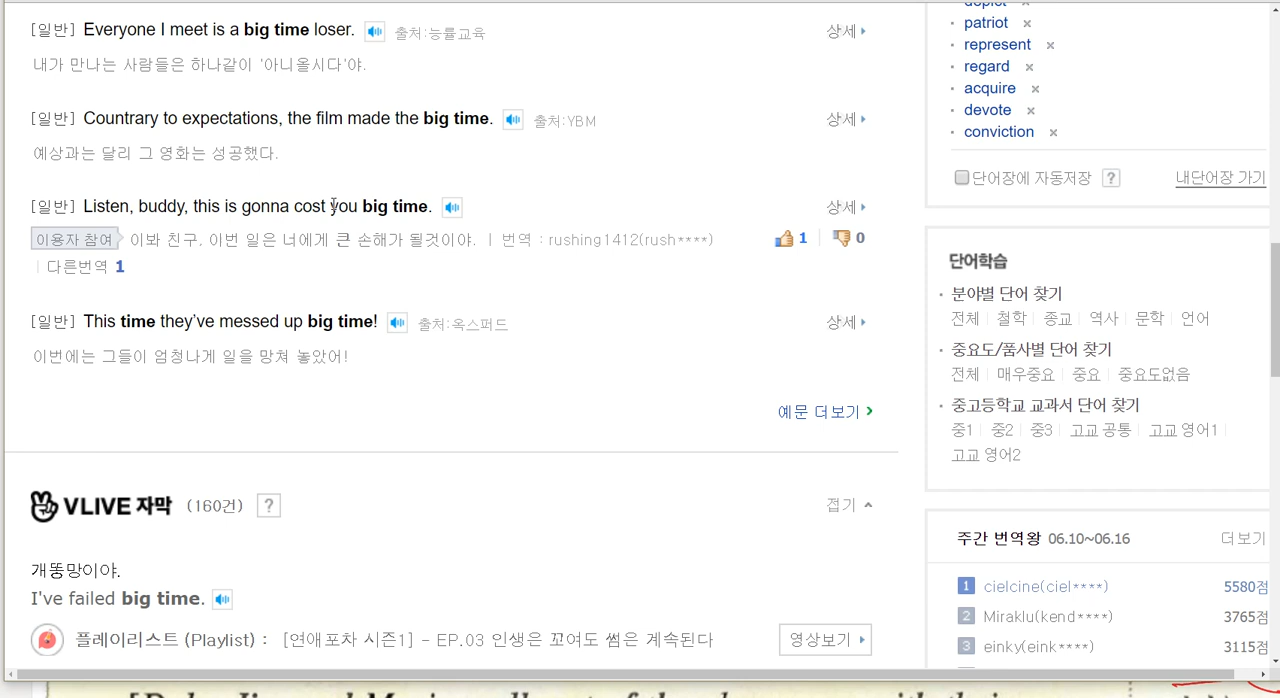 [일반] Everyone I meet is a big time loser. 출처:능률교육 상세
내가 만나는 사람들은 하나같이 '아니올시다'야.
[일반] Countrary to expectations, the film made the big time. 출처:YBM 상세
예상과는 달리 그 영화는 성공했다.
[일반] Listen, buddy, this is gonna cost you big time. 상세
이용자 참여 이봐 친구, 이번 일은 너에게 큰 손해가 될것이야. | 번역 : rushing1412(rush****) 1 0
| 다른번역 1
[일반] This time they've messed up big time! 출처:옥스퍼드 상세
이번에는 그들이 엄청나게 일을 망쳐 놓았어!
예문 더보기
VLIVE 자막 (160건) ? 접기
개똥망이야.
I've failed big time.
플레이리스트 (Playlist) : [연애포차 시즌1] - EP.03 인생은 꼬여도 썸은 계속된다 영상보기
depict
patriot
represent
regard
acquire
devote
conviction
단어장에 자동저장 ? 내단어장 가기
단어학습
분야별 단어 찾기
전체 | 철학 | 종교 | 역사 | 문학 | 언어
중요도/품사별 단어 찾기
전체 | 매우중요 | 중요 | 중요도없음
중고등학교 교과서 단어 찾기
중1 | 중2 | 중3 | 고교 공통 | 고교 영어1
고교 영어2
주간 번역왕 06.10~06.16 더보기
1 cielcine(ciel****) 5580점
2 Miraklu(kend****) 3765점
3 einky(eink****) 3115점